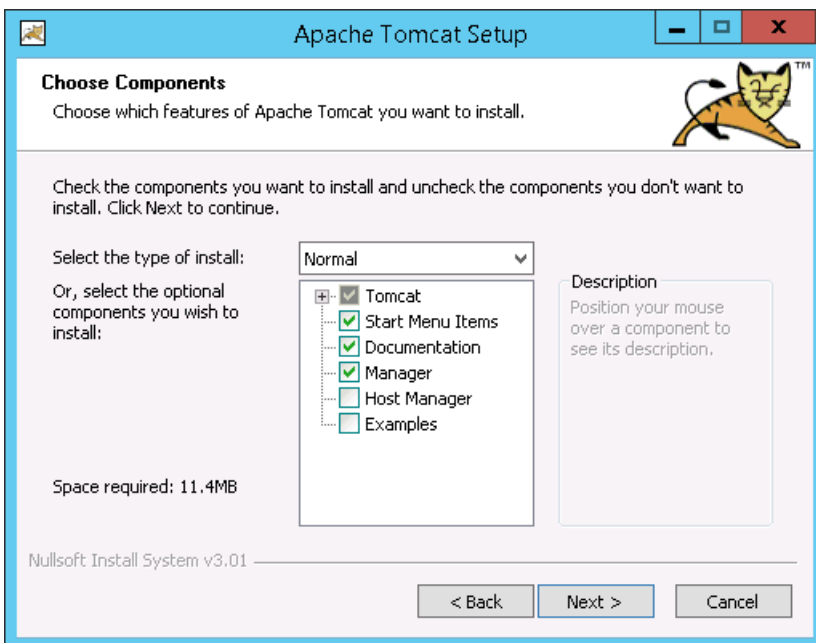 Apache Tomcat Setup
Choose Components
Choose which features of Apache Tomcat you want to install.
TM
Check the components you want to install and uncheck the components you don't want to
install. Click Next to continue.
Select the type of install:
Normal
Or, select the optional
components you wish to
install:
Tomcat
Start Menu Items
Documentation
Manager
Host Manager
Examples
Description
Position your mouse
over a component to
see its description.
Space required: 11.4MB
Nullsoft Install System v3.01
< Back
Next >
Cancel